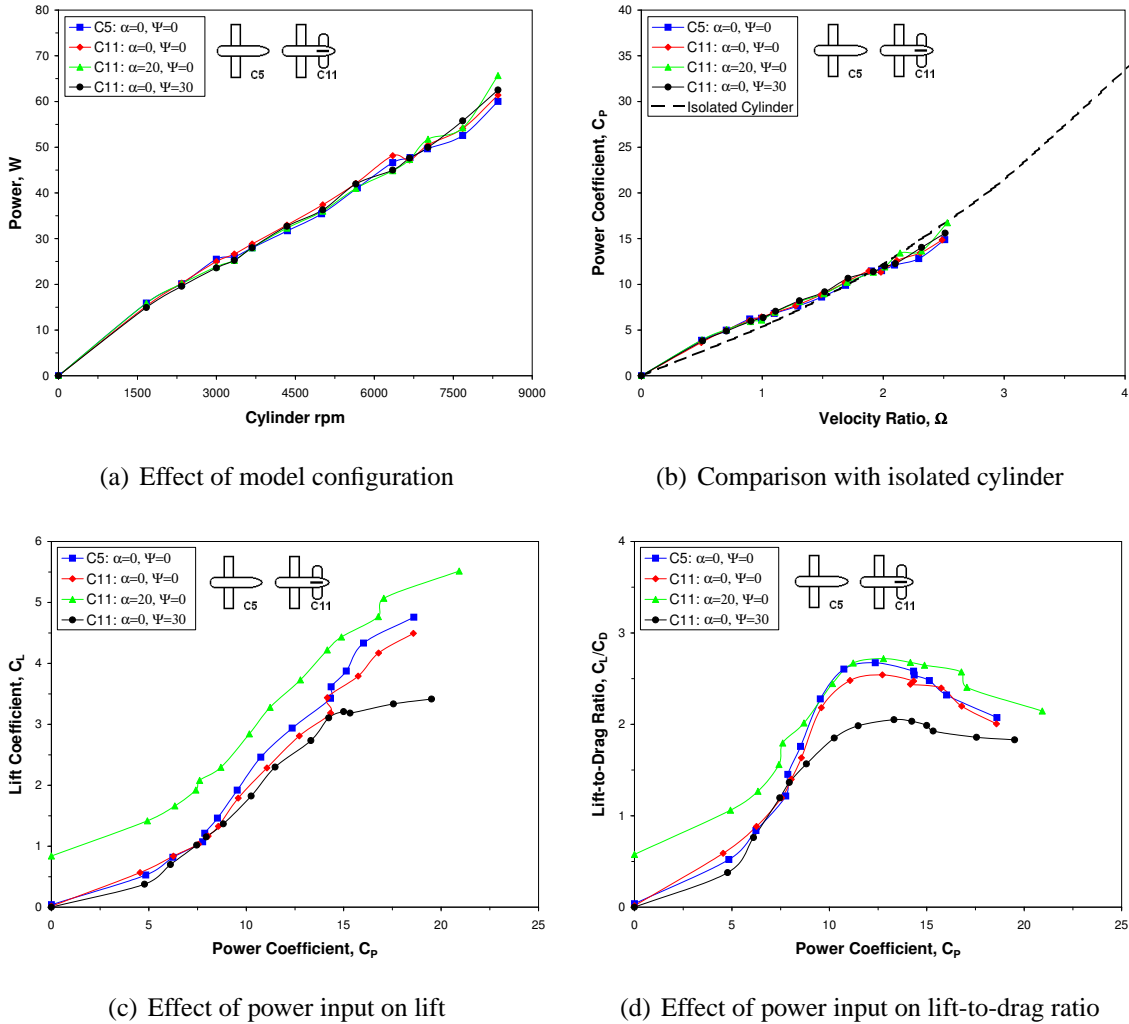 80
70
60
50
40
30
20
10
0
0 1500 3000 4500 6000 7500 9000
Power, W
Cylinder rpm
C5: α=0, Ψ=0
C11: α=0, Ψ=0
C11: α=20, Ψ=0
C11: α=0, Ψ=30
C5
C11
(a) Effect of model configuration
40
35
30
25
20
15
10
5
0
0 1 2 3 4
Power Coefficient, CP
Velocity Ratio, Ω
C5: α=0, Ψ=0
C11: α=0, Ψ=0
C11: α=20, Ψ=0
C11: α=0, Ψ=30
Isolated Cylinder
C5
C11
(b) Comparison with isolated cylinder
6
5
4
3
2
1
0
0 5 10 15 20 25
Lift Coefficient, CL
Power Coefficient, CP
C5: α=0, Ψ=0
C11: α=0, Ψ=0
C11: α=20, Ψ=0
C11: α=0, Ψ=30
C5
C11
(c) Effect of power input on lift
4
3
2
1
0
0 5 10 15 20 25
Lift-to-Drag Ratio, CL/CD
Power Coefficient, CP
C5: α=0, Ψ=0
C11: α=0, Ψ=0
C11: α=20, Ψ=0
C11: α=0, Ψ=30
C5
C11
(d) Effect of power input on lift-to-drag ratio